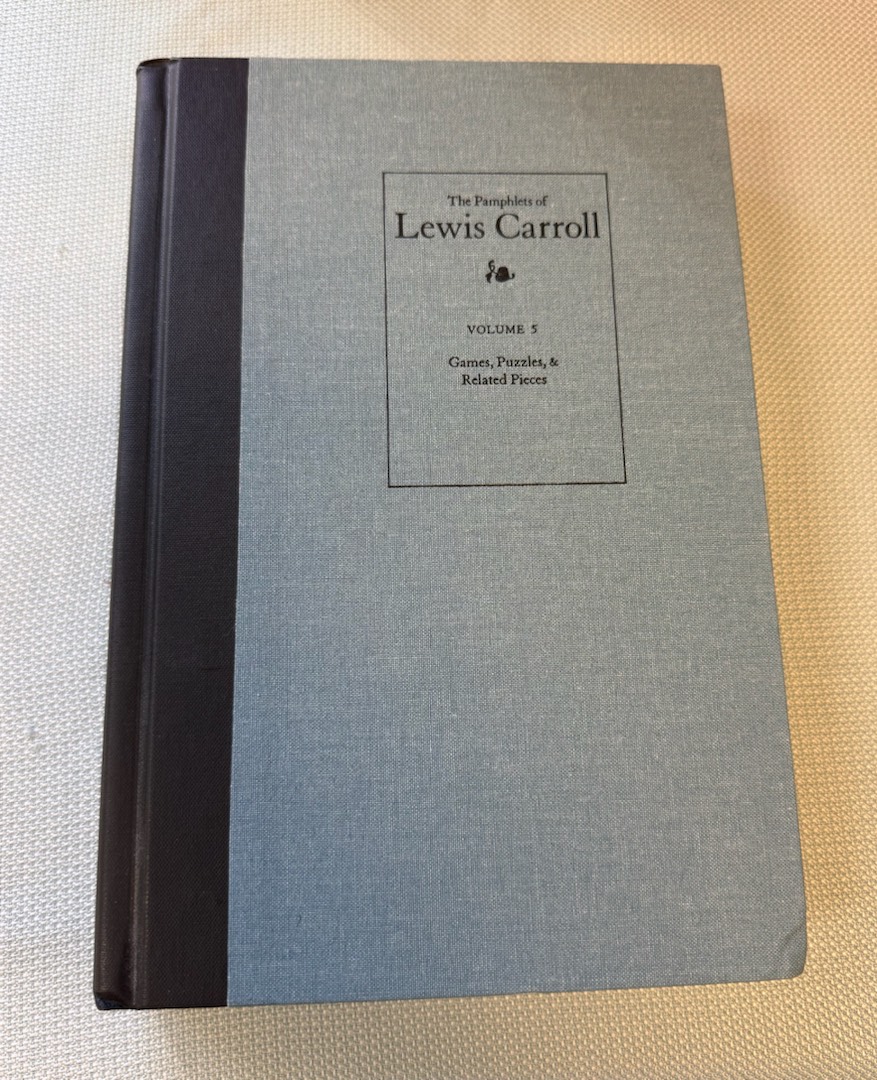 The Pamphlets of
Lewis Carroll
VOLUME 5
Games, Puzzles, &
Related Pieces